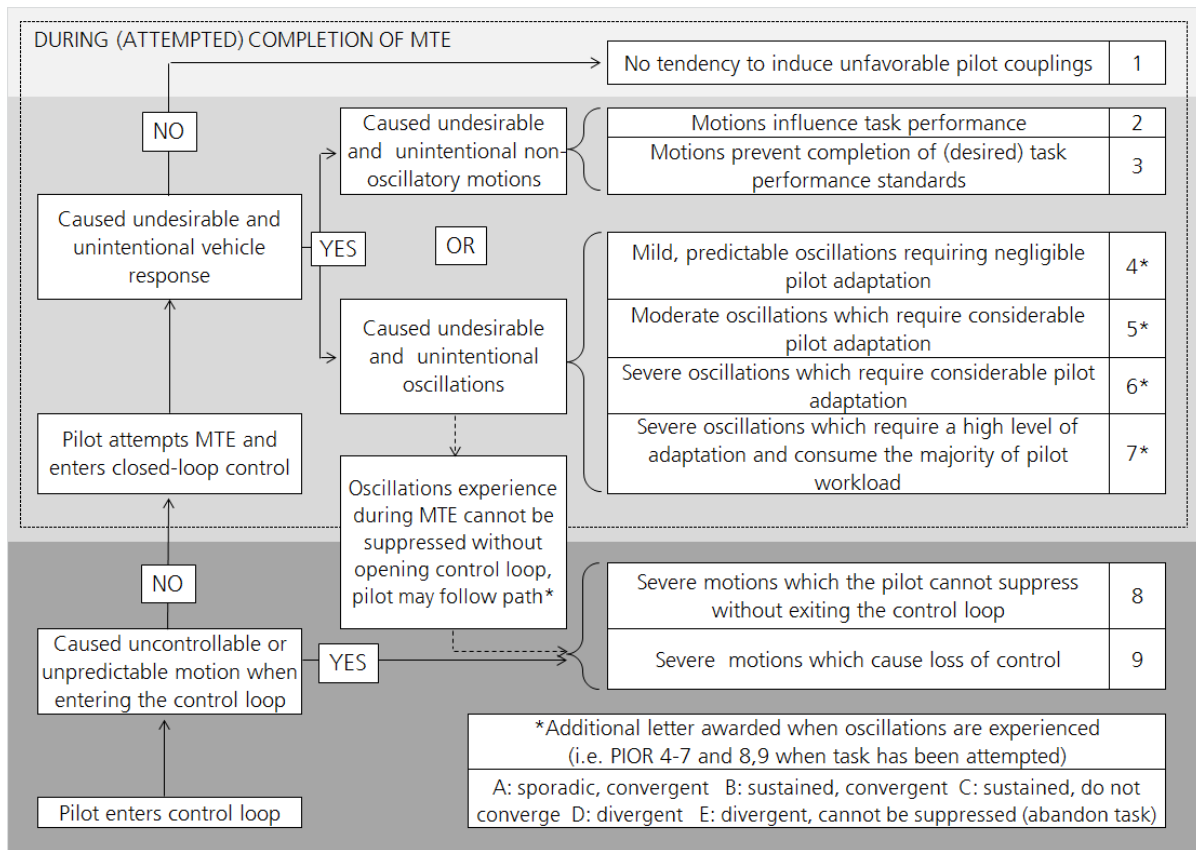 DURING (ATTEMPTED) COMPLETION OF MTE
No tendency to induce unfavorable pilot couplings
1
NO
Caused undesirable
and unintentional non-
oscillatory motions
Motions influence task performance
2
Motions prevent completion of (desired) task
performance standards
3
Caused undesirable and
unintentional vehicle
response
YES
OR
Mild, predictable oscillations requiring negligible
pilot adaptation
4*
Moderate oscillations which require considerable
pilot adaptation
5*
Caused undesirable
and unintentional
oscillations
Severe oscillations which require considerable pilot
adaptation
6*
Severe oscillations which require a high level of
adaptation and consume the majority of pilot
workload
7*
Pilot attempts MTE and
enters closed-loop control
Oscillations experience
during MTE cannot be
suppressed without
opening control loop,
pilot may follow path*
NO
Severe motions which the pilot cannot suppress
without exiting the control loop
8
Caused uncontrollable or
unpredictable motion when
entering the control loop
YES
Severe motions which cause loss of control
9
*Additional letter awarded when oscillations are experienced
(i.e. PIOR 4-7 and 8,9 when task has been attempted)
A: sporadic, convergent B: sustained, convergent C: sustained, do not
converge D: divergent E: divergent, cannot be suppressed (abandon task)
Pilot enters control loop